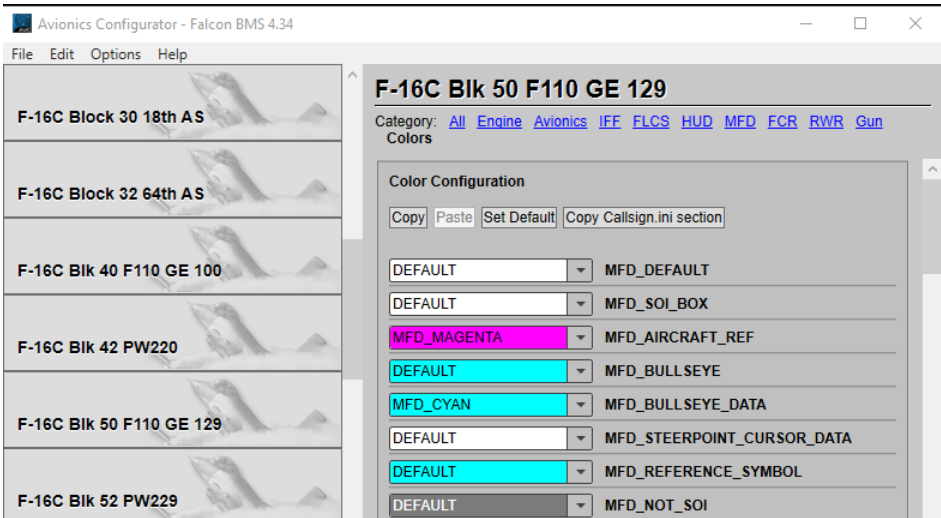 Avionics Configurator - Falcon BMS 4.34
File Edit Options Help
F-16C Block 30 18th AS
F-16C Block 32 64th AS
F-16C Blk 40 F110 GE 100
F-16C Blk 42 PW220
F-16C Blk 50 F110 GE 129
F-16C Blk 52 PW229
F-16C Blk 50 F110 GE 129
Category: All Engine Avionics IFF FLCS HUD MFD FCR RWR Gun
Colors
Color Configuration
Copy Paste Set Default Copy Callsign.ini section
DEFAULT MFD_DEFAULT
DEFAULT MFD_SOI_BOX
MFD_MAGENTA MFD_AIRCRAFT_REF
DEFAULT MFD_BULLSEYE
MFD_CYAN MFD_BULLSEYE_DATA
DEFAULT MFD_STEERPOINT_CURSOR_DATA
DEFAULT MFD_REFERENCE_SYMBOL
DEFAULT MFD_NOT_SOI